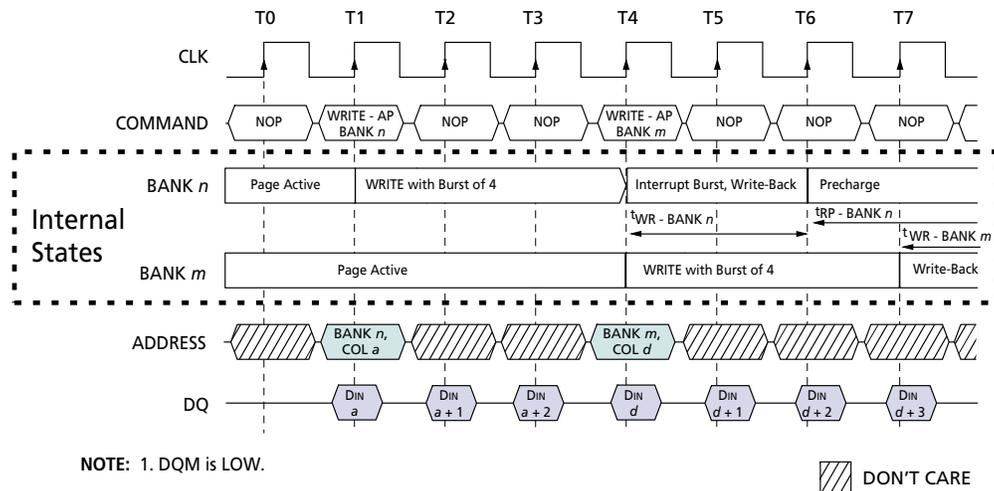 T0 T1 T2 T3 T4 T5 T6 T7
CLK
COMMAND NOP WRITE - AP BANK n NOP NOP WRITE - AP BANK m NOP NOP NOP
Internal States
BANK n Page Active WRITE with Burst of 4 Interrupt Burst, Write-Back Precharge
tWR - BANK n tRP - BANK n
tWR - BANK m
BANK m Page Active WRITE with Burst of 4 Write-Back
ADDRESS BANK n, COL a BANK m, COL d
DQ DIN a DIN a + 1 DIN a + 2 DIN d DIN d + 1 DIN d + 2 DIN d + 3
NOTE: 1. DQM is LOW.
DON'T CARE